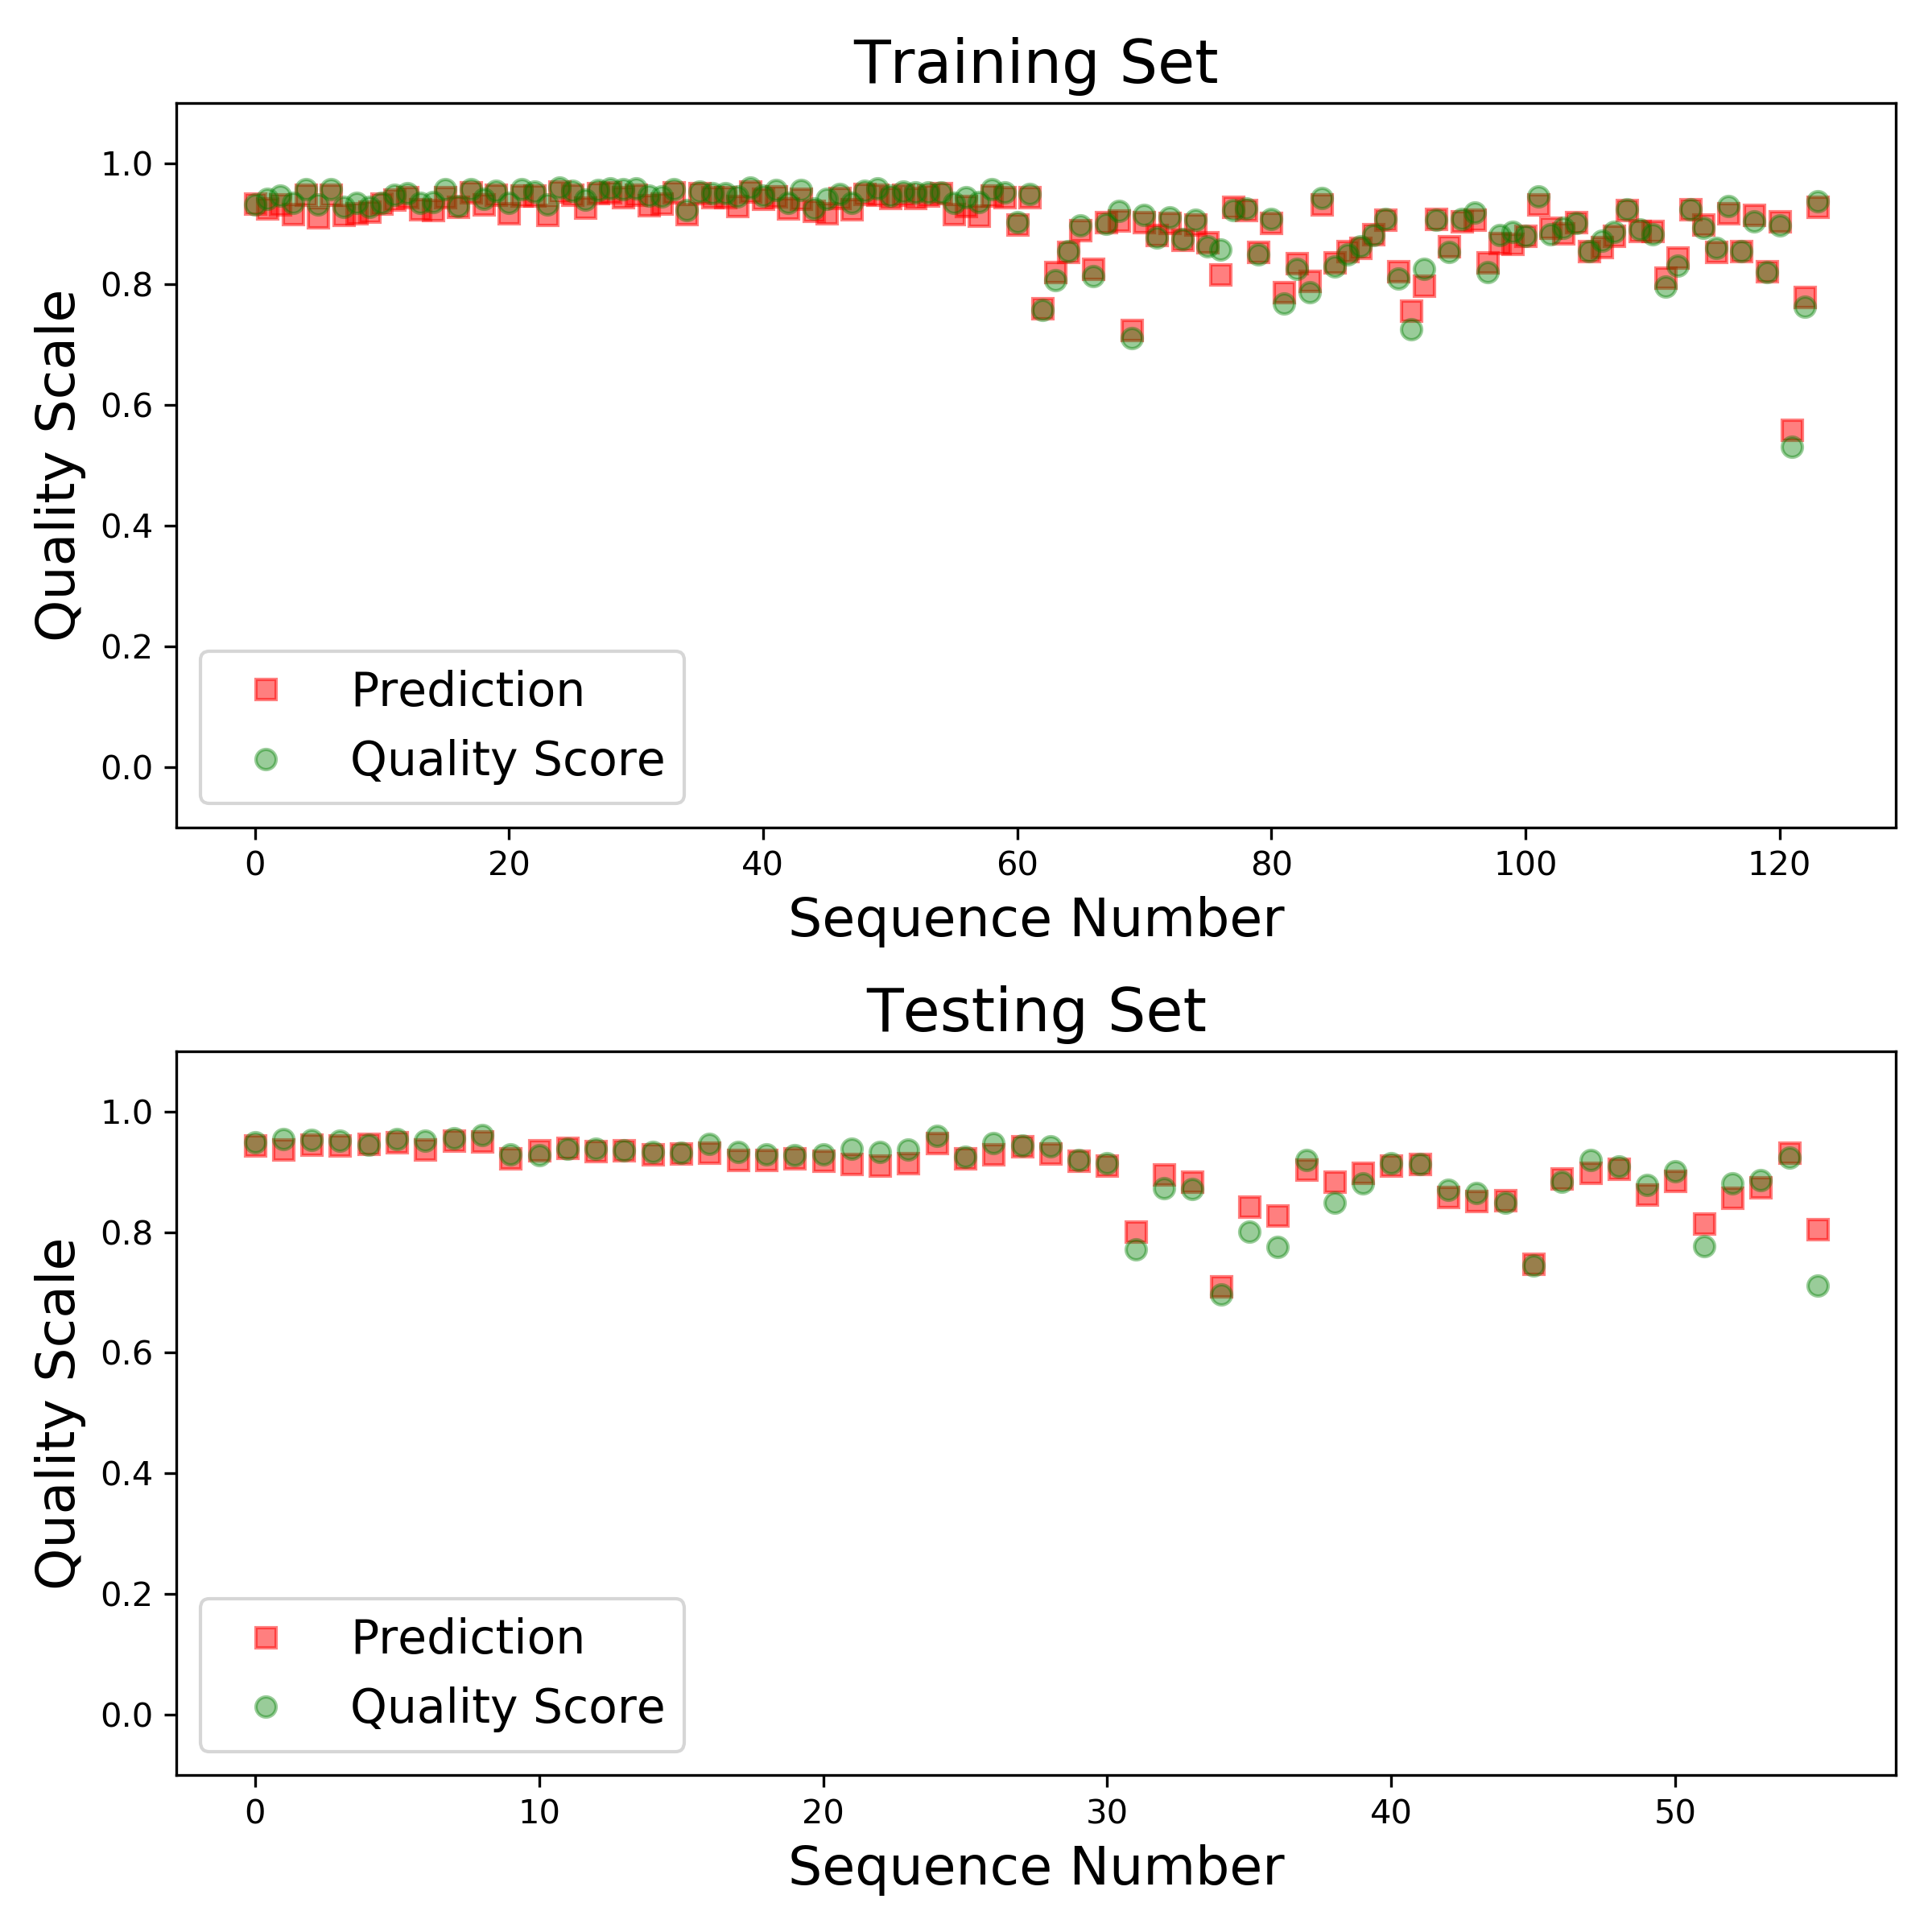 Training Set
Quality Scale
1.0
0.8
0.6
0.4
0.2
0.0
Prediction
Quality Score
0 20 40 60 80 100 120
Sequence Number
Testing Set
Quality Scale
1.0
0.8
0.6
0.4
0.2
0.0
Prediction
Quality Score
0 10 20 30 40 50
Sequence Number